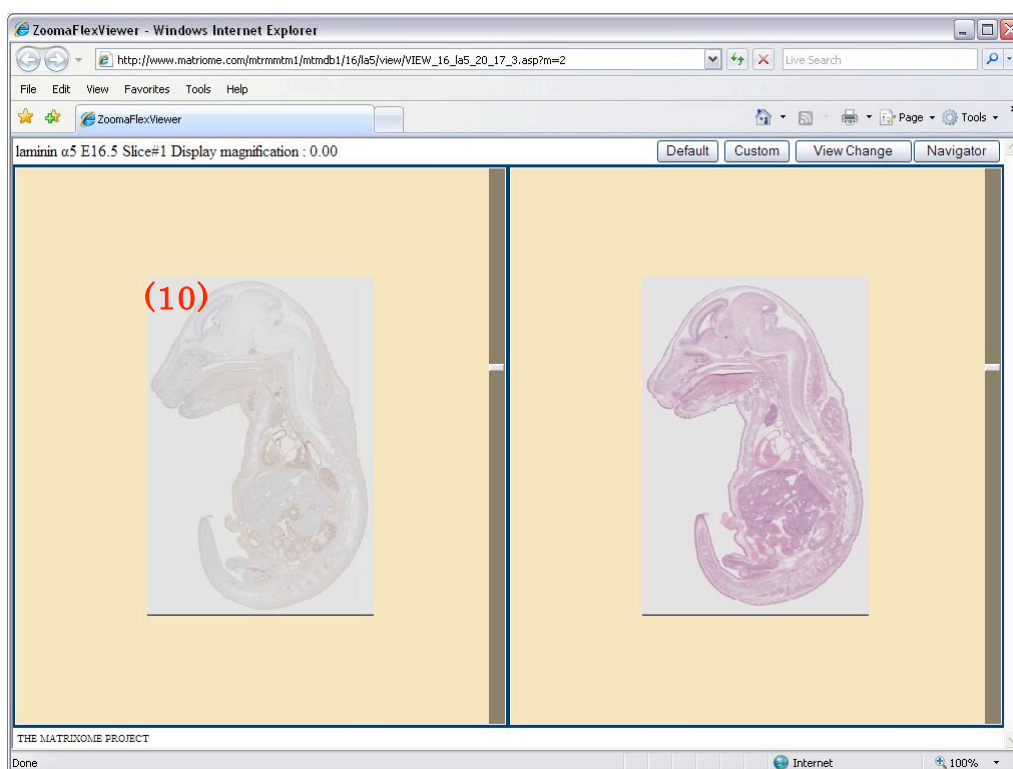 ZoomaFlexViewer - Windows Internet Explorer
http://www.matriome.com/mtrmmtm1/mtmdb1/16/la5/view/VIEW_16_la5_20_17_3.asp?m=2
Live Search
File Edit View Favorites Tools Help
ZoomaFlexViewer
Page Tools
laminin α5 E16.5 Slice#1 Display magnification : 0.00
Default Custom View Change Navigator
(10)
THE MATRIXOME PROJECT
Done
Internet
100%